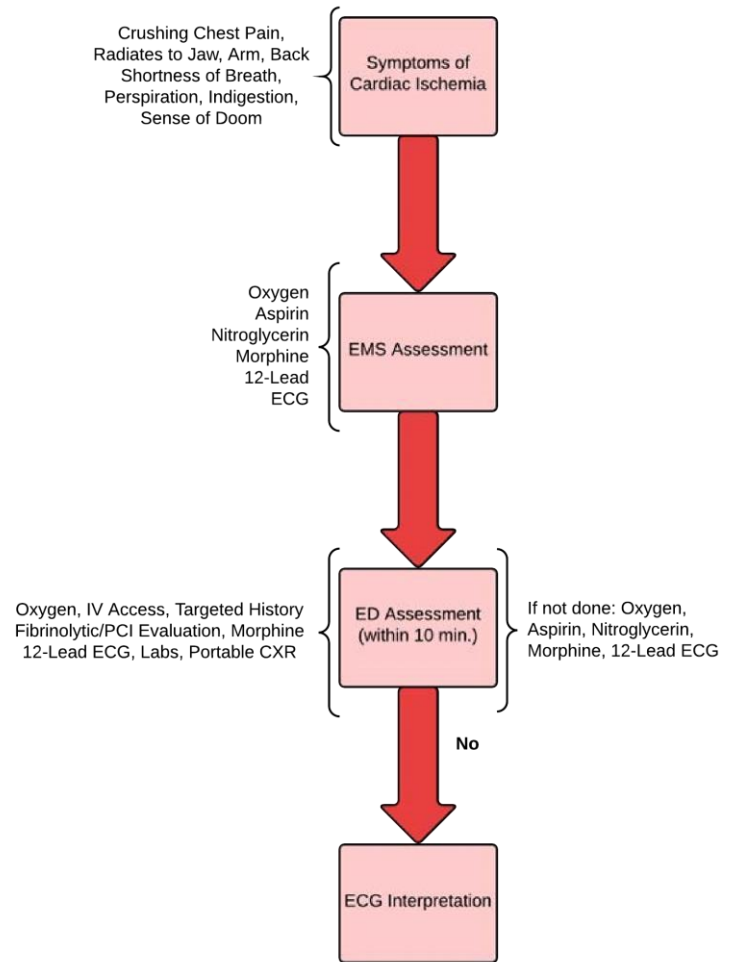 Crushing Chest Pain,
Radiates to Jaw, Arm, Back
Shortness of Breath,
Perspiration, Indigestion,
Sense of Doom
Symptoms of
Cardiac Ischemia
Oxygen
Aspirin
Nitroglycerin
Morphine
12-Lead
ECG
EMS Assessment
Oxygen, IV Access, Targeted History
Fibrinolytic/PCI Evaluation, Morphine
12-Lead ECG, Labs, Portable CXR
ED Assessment
(within 10 min.)
If not done: Oxygen,
Aspirin, Nitroglycerin,
Morphine, 12-Lead ECG
No
ECG Interpretation